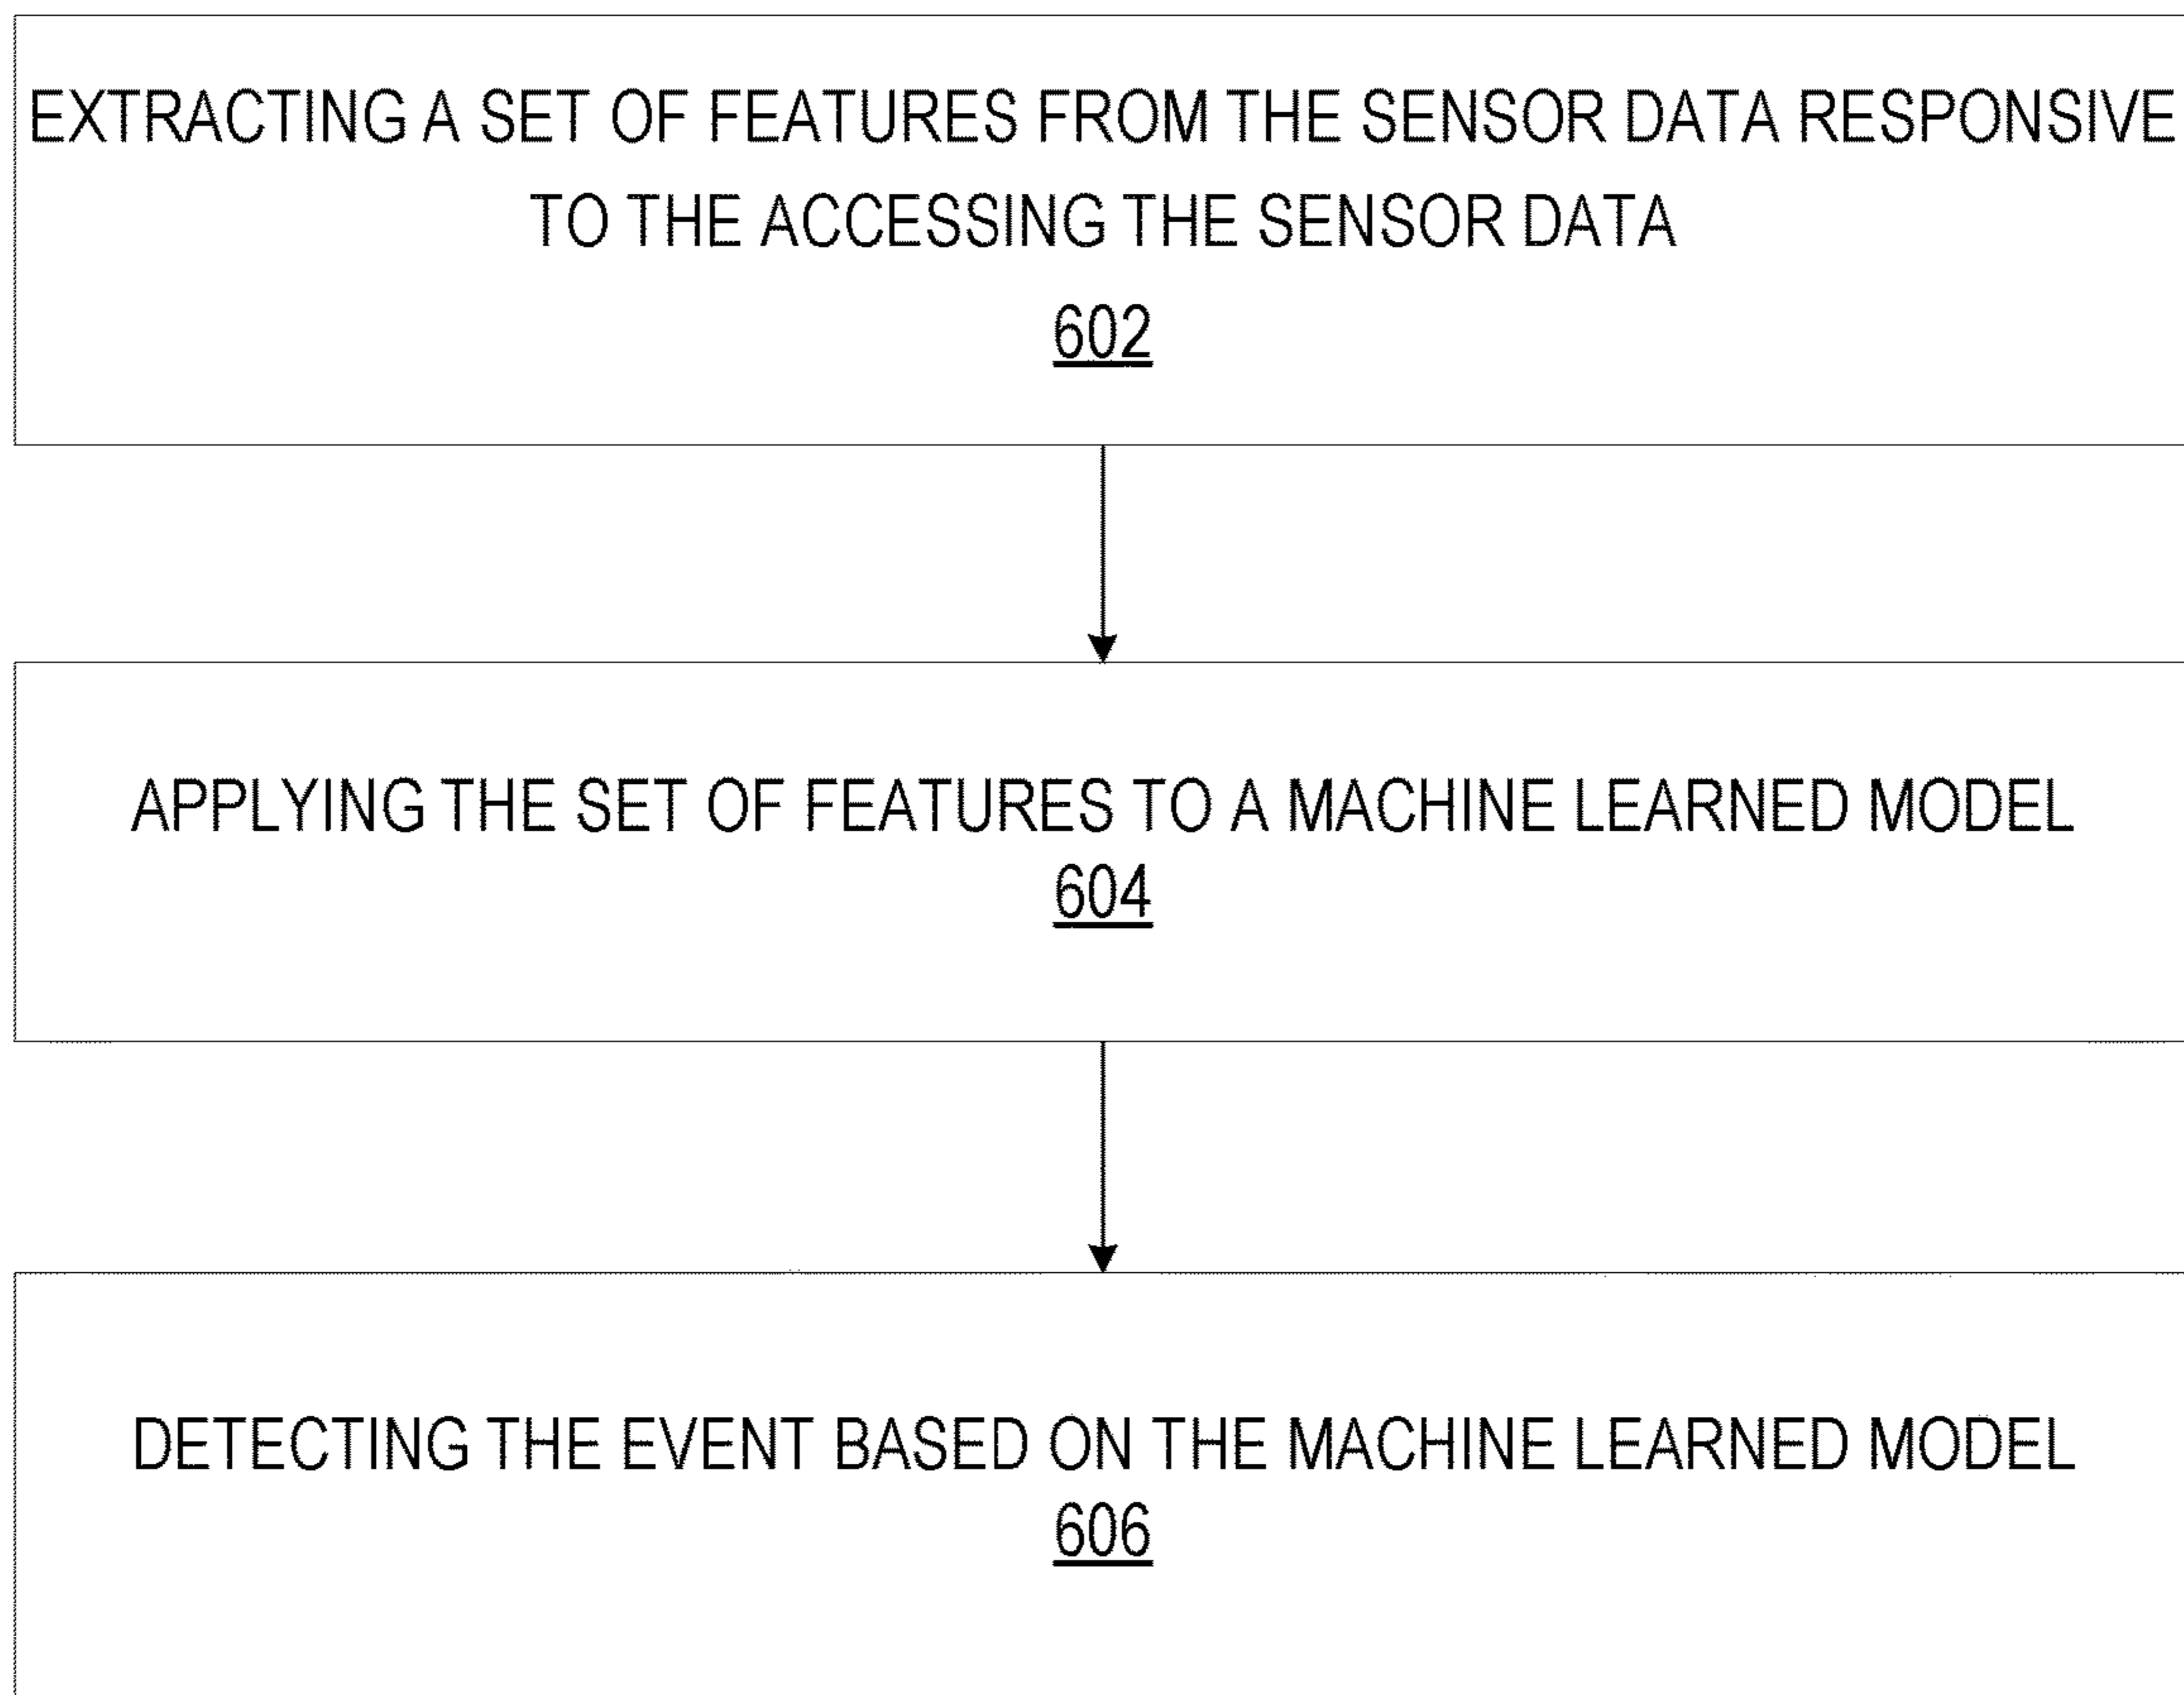 EXTRACTING A SET OF FEATURES FROM THE SENSOR DATA RESPONSIVE
TO THE ACCESSING THE SENSOR DATA
602
APPLYING THE SET OF FEATURES TO A MACHINE LEARNED MODEL
604
DETECTING THE EVENT BASED ON THE MACHINE LEARNED MODEL
606